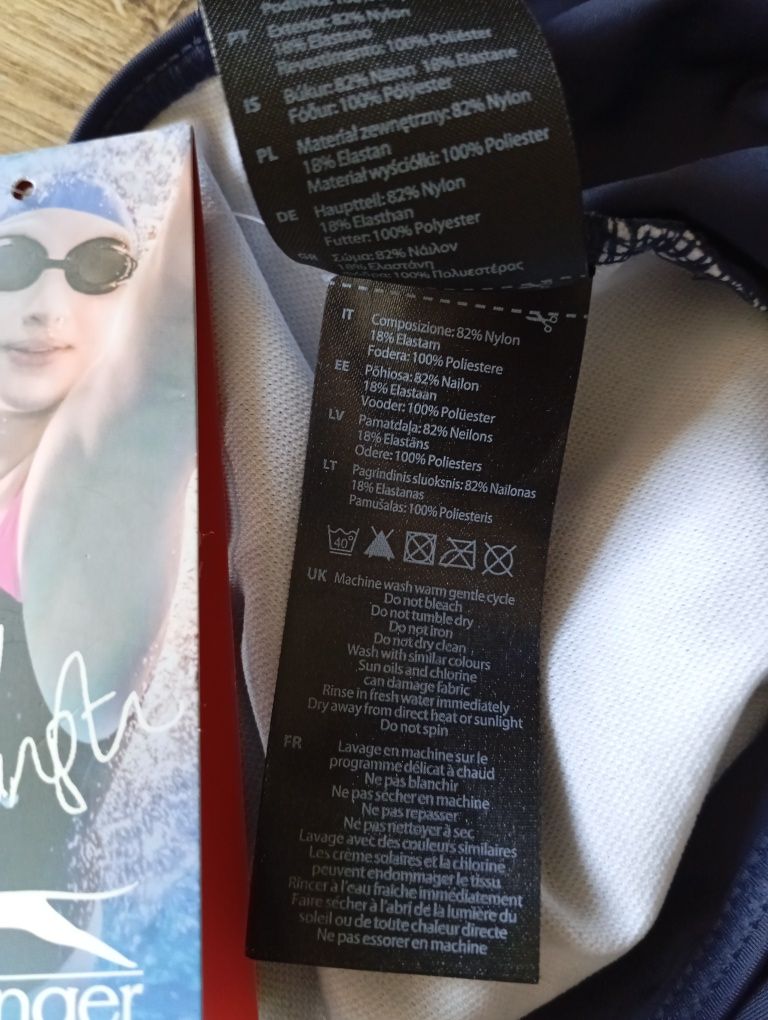 PT Exterior: 82% Nylon
18% Elastano
Revestimento: 100% Poliéster
IS Búkur: 82% Nælon 18% Elastane
Fóður: 100% Pólýester
PL Materiał zewnętrzny: 82% Nylon
18% Elastan
Materiał wyściółki: 100% Poliester
DE Hauptteil: 82% Nylon
18% Elasthan
Futter: 100% Polyester
GR Σώμα: 82% Νάιλον
18% Ελαστάνη
100% Πολυεστέρας
IT Composizione: 82% Nylon
18% Elastam
Fodera: 100% Poliestere
EE Põhiosa: 82% Nailon
18% Elastaan
Vooder: 100% Polüester
LV Pamatdaļa: 82% Neilons
18% Elastāns
Odere: 100% Poliesters
LT Pagrindinis sluoksnis: 82% Nailonas
18% Elastanas
Pamušalas: 100% Poliesteris
40°
UK Machine wash warm gentle cycle
Do not bleach
Do not tumble dry
Do not iron
Do not dry clean
Wash with similar colours
Sun oils and chlorine
can damage fabric
Rinse in fresh water immediately
Dry away from direct heat or sunlight
Do not spin
FR Lavage en machine sur le
programme délicat à chaud
Ne pas blanchir
Ne pas sécher en machine
Ne pas repasser
Ne pas nettoyer à sec
Lavage avec des couleurs similaires
Les crème solaires et la chlorine
peuvent endommager le tissu
Rincer à l'eau fraîche immédiatement
Faire sécher à l'abri de la lumière du
soleil ou de toute chaleur directe
Ne pas essorer en machine
nger